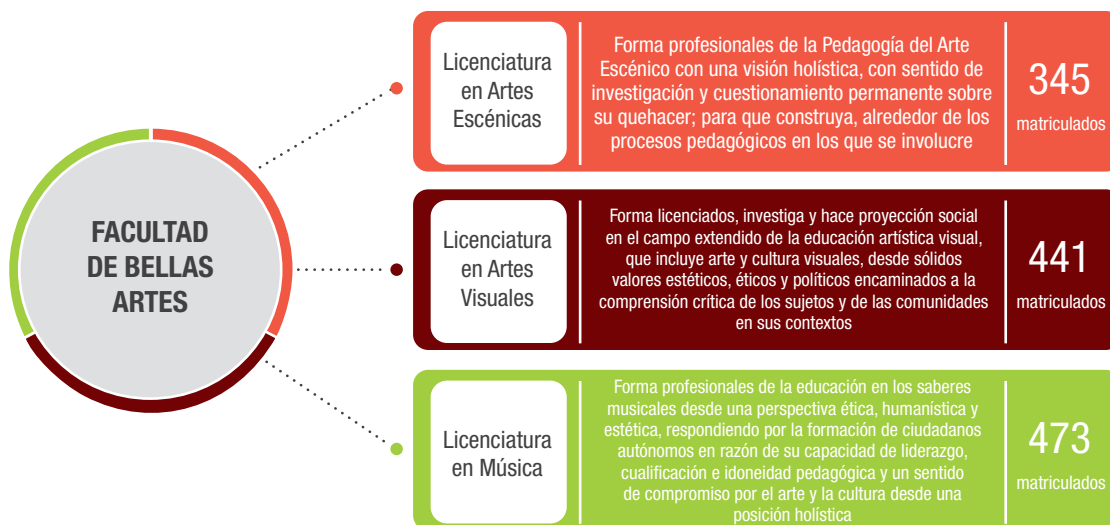 FACULTAD
DE BELLAS
ARTES
Licenciatura
en Artes
Escénicas
Forma profesionales de la Pedagogía del Arte
Escénico con una visión holística, con sentido de
investigación y cuestionamiento permanente sobre
su quehacer; para que construya, alrededor de los
procesos pedagógicos en los que se involucre
345
matriculados
Licenciatura
en Artes
Visuales
Forma licenciados, investiga y hace proyección social
en el campo extendido de la educación artística visual,
que incluye arte y cultura visuales, desde sólidos
valores estéticos, éticos y políticos encaminados a la
comprensión crítica de los sujetos y de las comunidades
en sus contextos
441
matriculados
Licenciatura
en Música
Forma profesionales de la educación en los saberes
musicales desde una perspectiva ética, humanística y
estética, respondiendo por la formación de ciudadanos
autónomos en razón de su capacidad de liderazgo,
cualificación e idoneidad pedagógica y un sentido
de compromiso por el arte y la cultura desde una
posición holística
473
matriculados